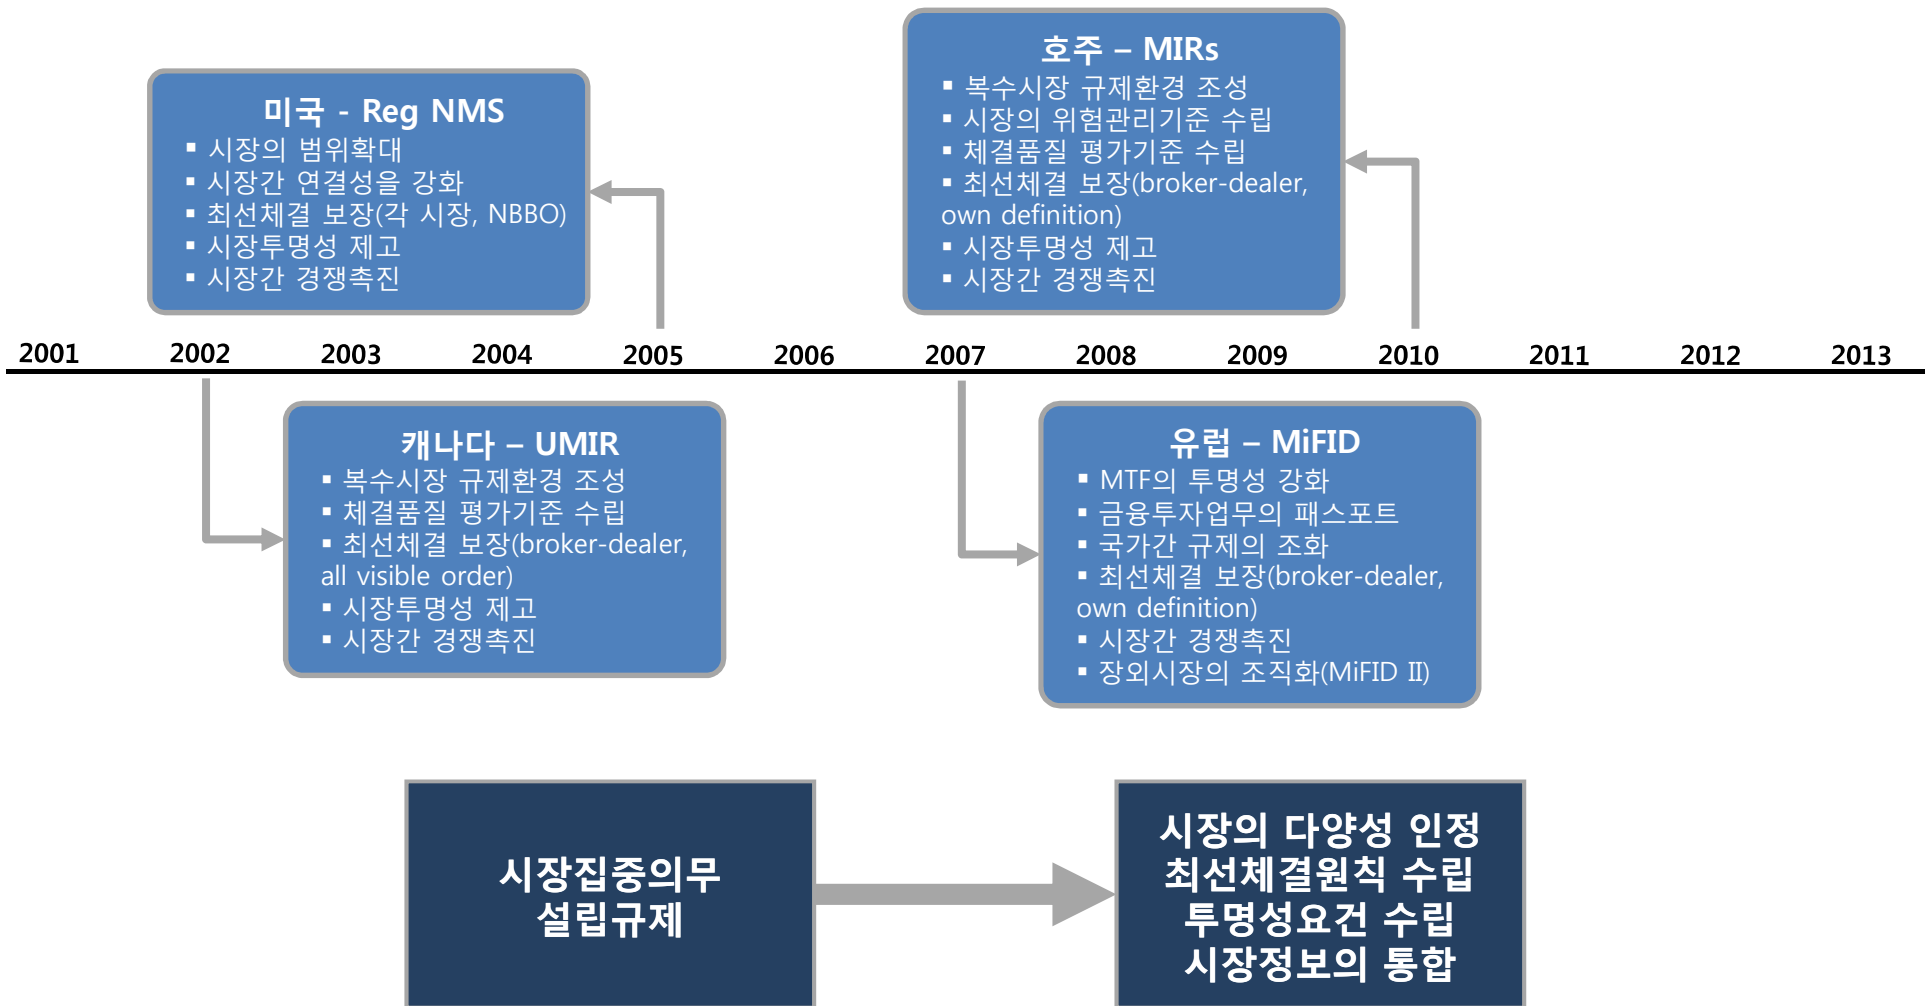 호주 – MIRs
▪ 복수시장 규제환경 조성
▪ 시장의 위험관리기준 수립
▪ 체결품질 평가기준 수립
▪ 최선체결 보장(broker-dealer,
own definition)
▪ 시장투명성 제고
▪ 시장간 경쟁촉진
미국 - Reg NMS
▪ 시장의 범위확대
▪ 시장간 연결성을 강화
▪ 최선체결 보장(각 시장, NBBO)
▪ 시장투명성 제고
▪ 시장간 경쟁촉진
2001 2002 2003 2004 2005 2006 2007 2008 2009 2010 2011 2012 2013
캐나다 – UMIR
▪ 복수시장 규제환경 조성
▪ 체결품질 평가기준 수립
▪ 최선체결 보장(broker-dealer,
all visible order)
▪ 시장투명성 제고
▪ 시장간 경쟁촉진
유럽 – MiFID
▪ MTF의 투명성 강화
▪ 금융투자업무의 패스포트
▪ 국가간 규제의 조화
▪ 최선체결 보장(broker-dealer,
own definition)
▪ 시장간 경쟁촉진
▪ 장외시장의 조직화(MiFID II)
시장집중의무
설립규제
시장의 다양성 인정
최선체결원칙 수립
투명성요건 수립
시장정보의 통합